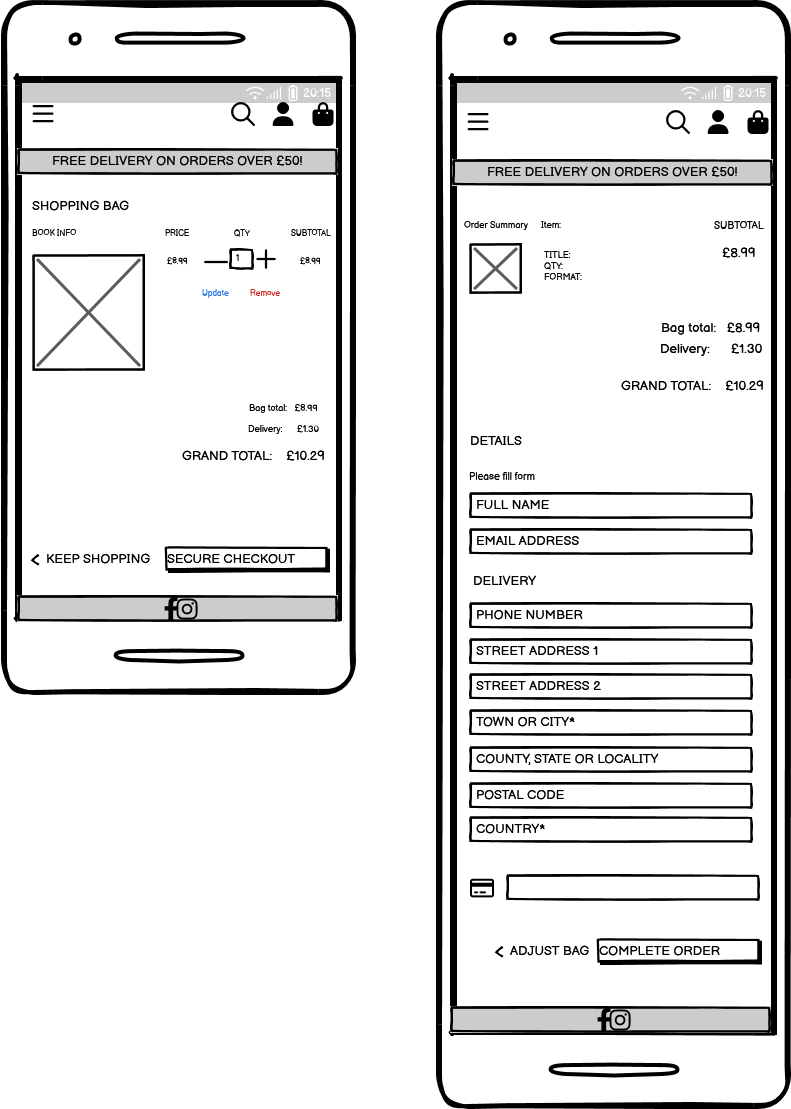 20:15
FREE DELIVERY ON ORDERS OVER £50!
SHOPPING BAG
BOOK INFO PRICE QTY SUBTOTAL
£8.99 1 £8.99
Update Remove
Bag total: £8.99
Delivery: £1.30
GRAND TOTAL: £10.29
KEEP SHOPPING SECURE CHECKOUT
20:15
FREE DELIVERY ON ORDERS OVER £50!
Order Summary Item: SUBTOTAL
TITLE: £8.99
QTY:
FORMAT:
Bag total: £8.99
Delivery: £1.30
GRAND TOTAL: £10.29
DETAILS
Please fill form
FULL NAME
EMAIL ADDRESS
DELIVERY
PHONE NUMBER
STREET ADDRESS 1
STREET ADDRESS 2
TOWN OR CITY*
COUNTY, STATE OR LOCALITY
POSTAL CODE
COUNTRY*
ADJUST BAG COMPLETE ORDER